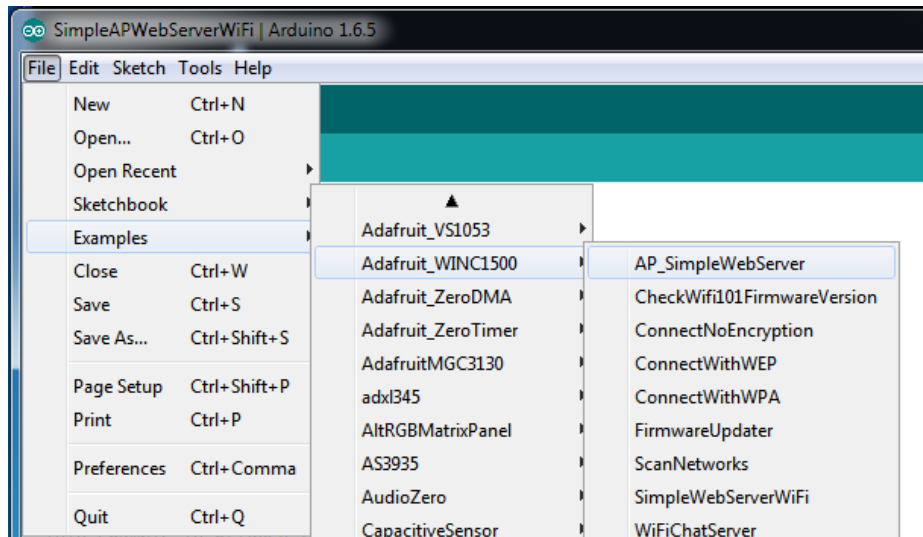 SimpleAPWebServerWiFi | Arduino 1.6.5
File Edit Sketch Tools Help
New Ctrl+N
Open... Ctrl+O
Open Recent
Sketchbook
Examples
Close Ctrl+W
Save Ctrl+S
Save As... Ctrl+Shift+S
Page Setup Ctrl+Shift+P
Print Ctrl+P
Preferences Ctrl+Comma
Quit Ctrl+Q
Adafruit_VS1053
Adafruit_WINC1500
Adafruit_ZeroDMA
Adafruit_ZeroTimer
AdafruitMGC3130
adxl345
AltRGBMatrixPanel
AS3935
AudioZero
CapacitiveSensor
AP_SimpleWebServer
CheckWifi101FirmwareVersion
ConnectNoEncryption
ConnectWithWEP
ConnectWithWPA
FirmwareUpdater
ScanNetworks
SimpleWebServerWiFi
WiFiChatServer